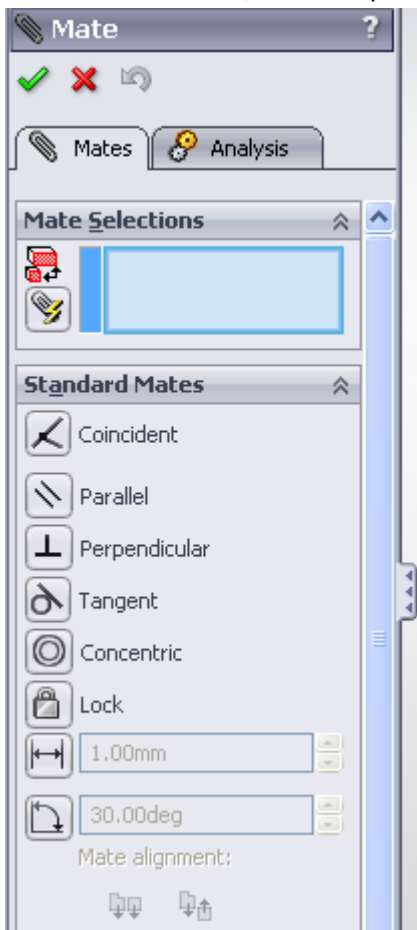 Mate ?
Mates Analysis
Mate Selections
Standard Mates
Coincident
Parallel
Perpendicular
Tangent
Concentric
Lock
1.00mm
30.00deg
Mate alignment: